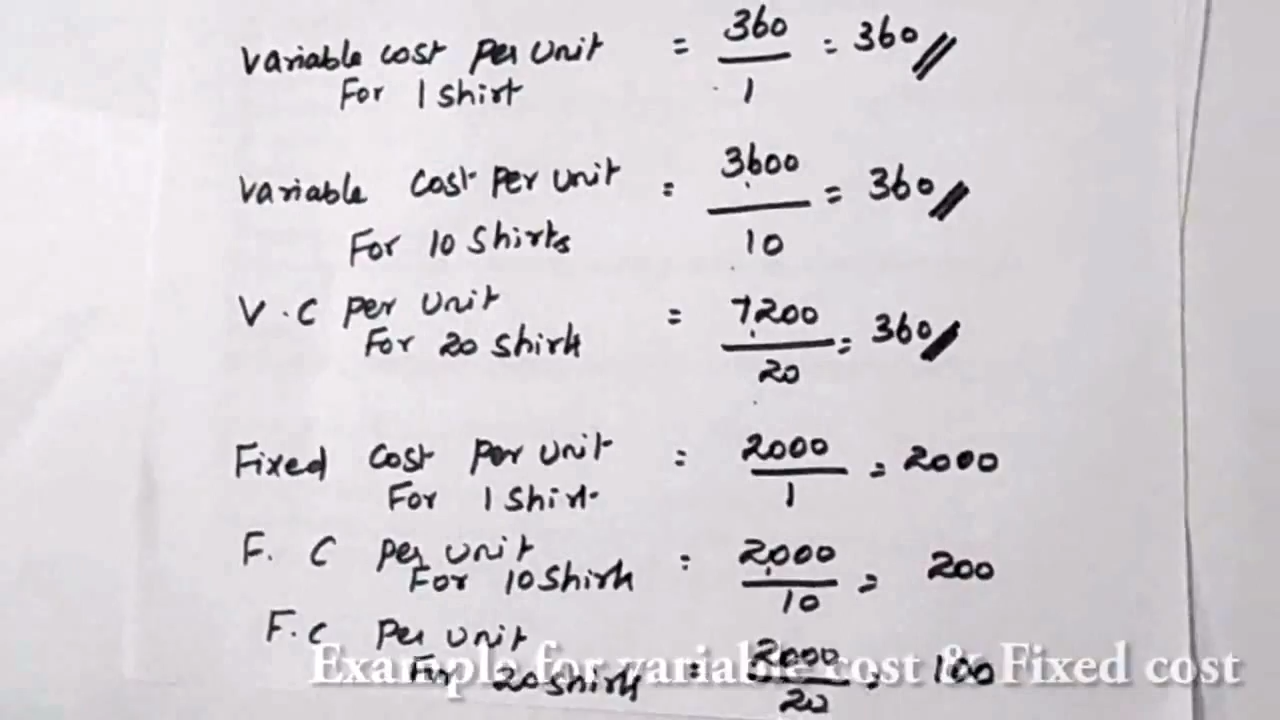 Variable cost per unit = 360/1 = 360//
For 1 shirt
Variable cost per unit = 3600/10 = 360//
For 10 shirts
V.C per unit = 7200/20 = 360//
For 20 shirts
Fixed cost per unit = 2000/1 = 2000
For 1 shirt
F.C per unit = 2000/10 = 200
For 10 shirts
F.C per unit = 2000/20 = 100
For 20 shirts
Example for variable cost & Fixed cost